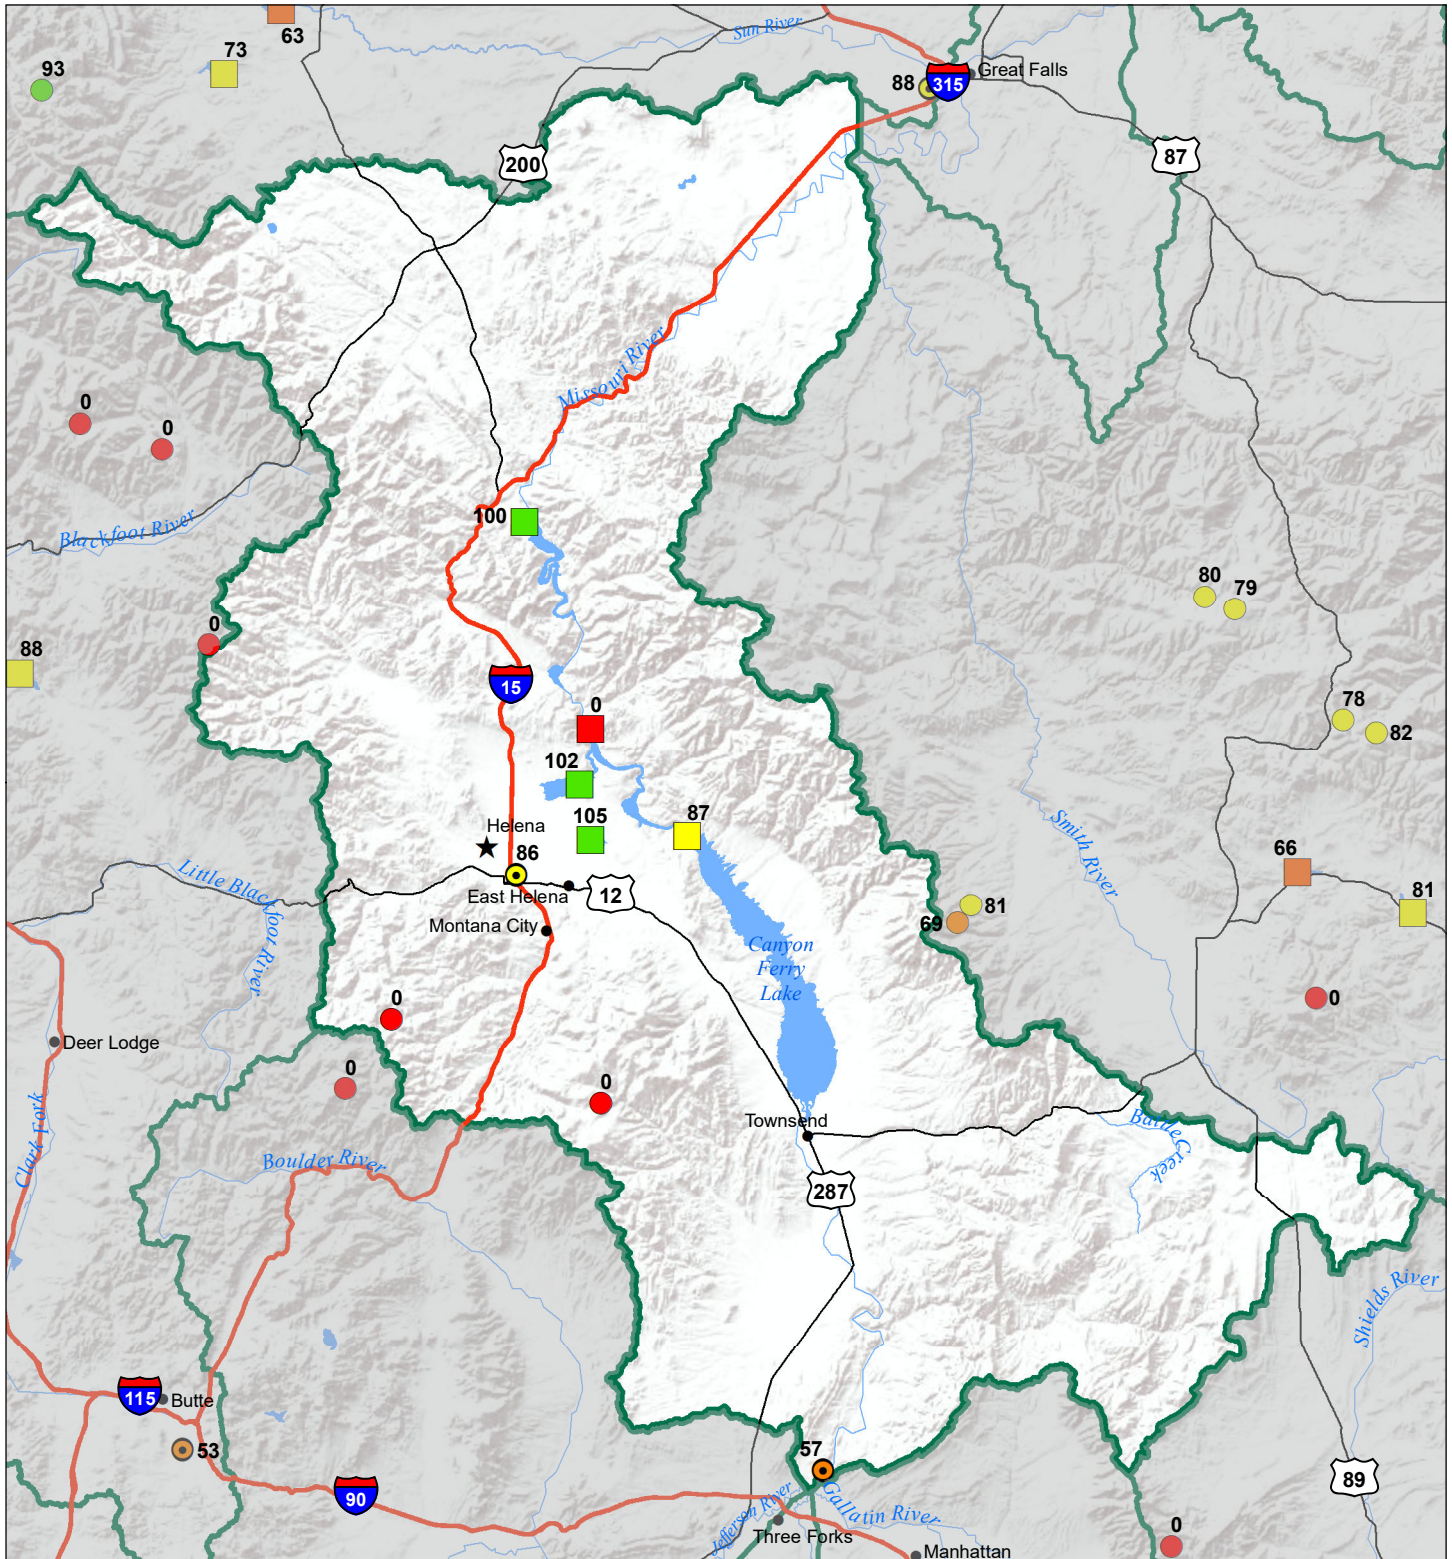 63
73
93
Sun River
88
315
Great Falls
200
87
Missouri River
0
0
100
Blackfoot River
80
79
0
88
15
0
78
82
102
105
87
Helena
86
Smith River
66
Little Blackfoot River
East Helena
12
81
81
69
Montana City
Canyon
Ferry
Lake
0
0
Deer Lodge
0
0
Clark Fork
Townsend
Battle Creek
Boulder River
287
Shields River
115
Butte
53
57
90
89
Jefferson River
Gallatin River
Three Forks
0
Manhattan